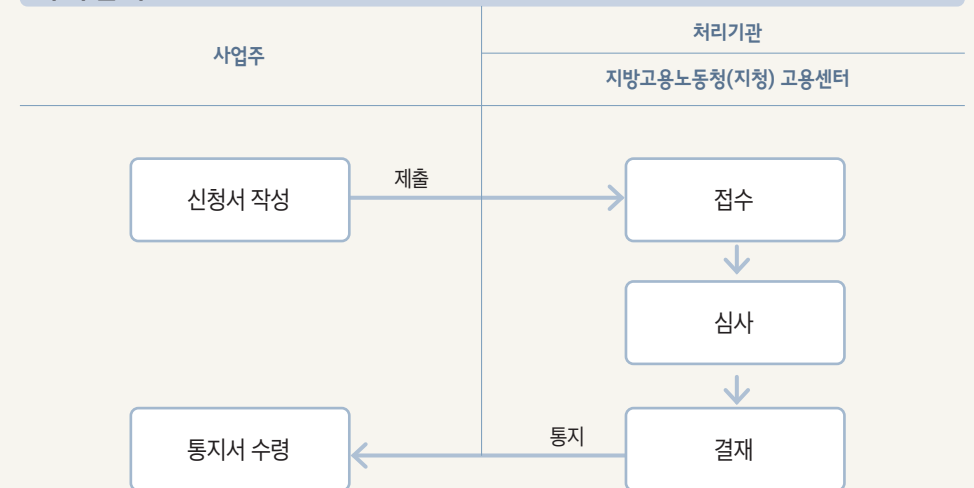 사업주
처리기관
지방고용노동청(지청) 고용센터
신청서 작성
제출
접수
심사
통지서 수령
통지
결재